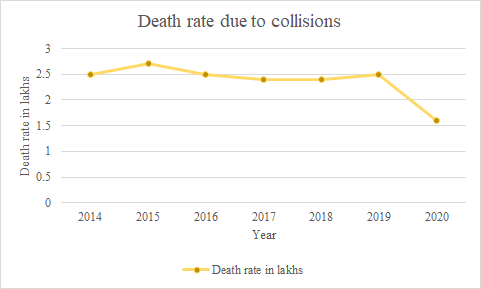 Death rate due to collisions
3
2.5
2
1.5
1
0.5
0
Death rate in lakhs
2014 2015 2016 2017 2018 2019 2020
Year
Death rate in lakhs